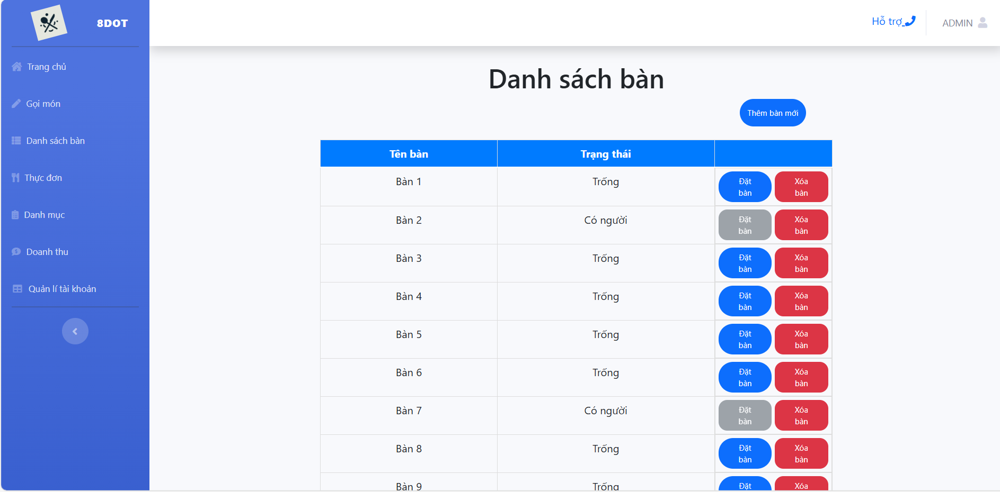 8DOT
Hỗ trợ
ADMIN
Trang chủ
Gọi món
Danh sách bàn
Thực đơn
Danh mục
Doanh thu
Quản lí tài khoản
Danh sách bàn
Thêm bàn mới
Tên bàn Trạng thái
Bàn 1 Trống Đặt bàn Xóa bàn
Bàn 2 Có người Đặt bàn Xóa bàn
Bàn 3 Trống Đặt bàn Xóa bàn
Bàn 4 Trống Đặt bàn Xóa bàn
Bàn 5 Trống Đặt bàn Xóa bàn
Bàn 6 Trống Đặt bàn Xóa bàn
Bàn 7 Có người Đặt bàn Xóa bàn
Bàn 8 Trống Đặt bàn Xóa bàn
Bàn 9 Trống Đặt Xóa